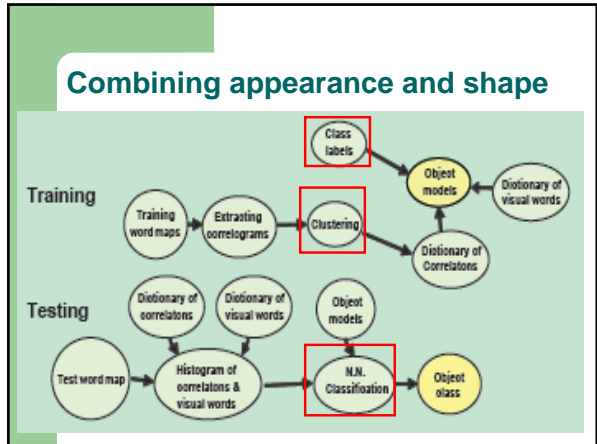 Combining appearance and shape
Class
labels
Object
models
Training
Dictionary of
visual words
Training
word maps
Extracting
correlograms
Clustering
Dictionary of
Correlatons
Testing
Dictionary of
correlatons
Dictionary of
visual words
Object
models
Test word map
Histogram of
correlatons &
visual words
N.N.
Classification
Object
class